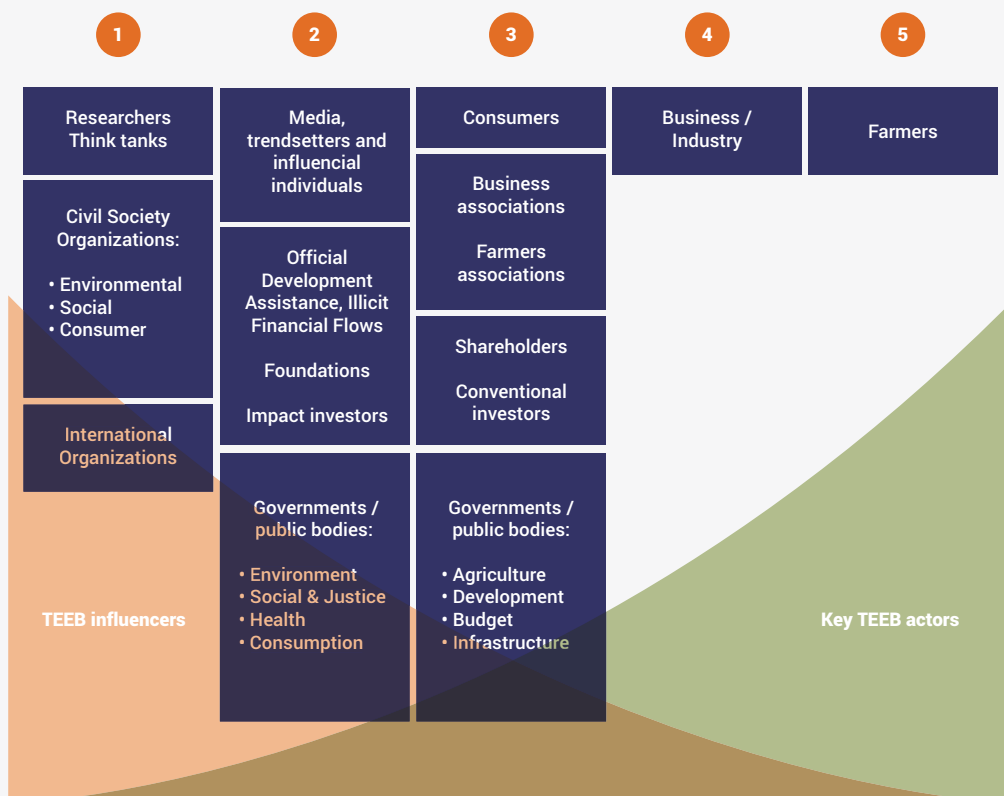 1
2
3
4
5
Researchers
Think tanks
Civil Society
Organizations:
• Environmental
• Social
• Consumer
International
Organizations
Media,
trendsetters and
influencial
individuals
Official
Development
Assistance, Illicit
Financial Flows
Foundations
Impact investors
Governments /
public bodies:
• Environment
• Social & Justice
• Health
• Consumption
Consumers
Business
associations
Farmers
associations
Shareholders
Conventional
investors
Governments /
public bodies:
• Agriculture
• Development
• Budget
• Infrastructure
Business /
Industry
Farmers
TEEB influencers
Key TEEB actors